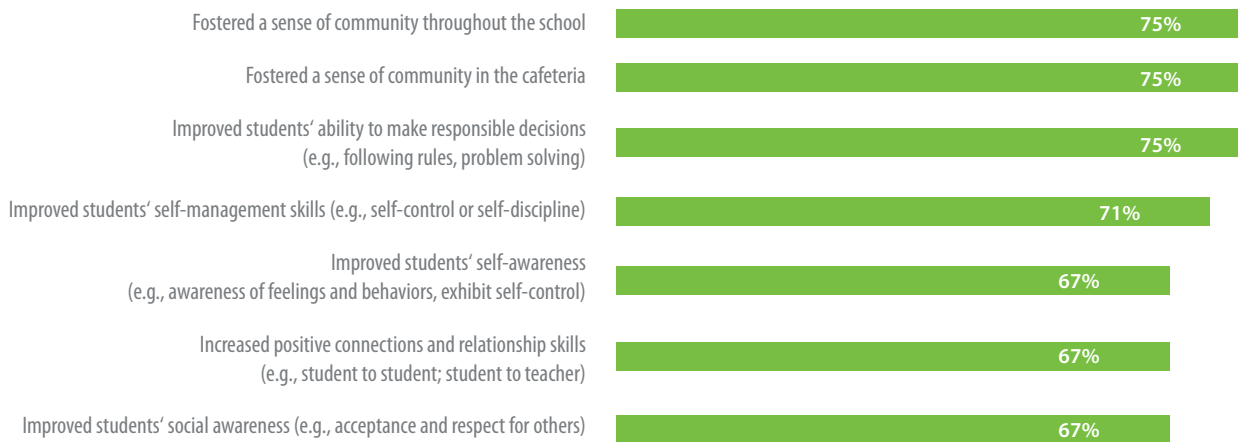 Fostered a sense of community throughout the school 75%
Fostered a sense of community in the cafeteria 75%
Improved students‘ ability to make responsible decisions
(e.g., following rules, problem solving) 75%
Improved students‘ self-management skills (e.g., self-control or self-discipline) 71%
Improved students‘ self-awareness
(e.g., awareness of feelings and behaviors, exhibit self-control) 67%
Increased positive connections and relationship skills
(e.g., student to student; student to teacher) 67%
Improved students‘ social awareness (e.g., acceptance and respect for others) 67%